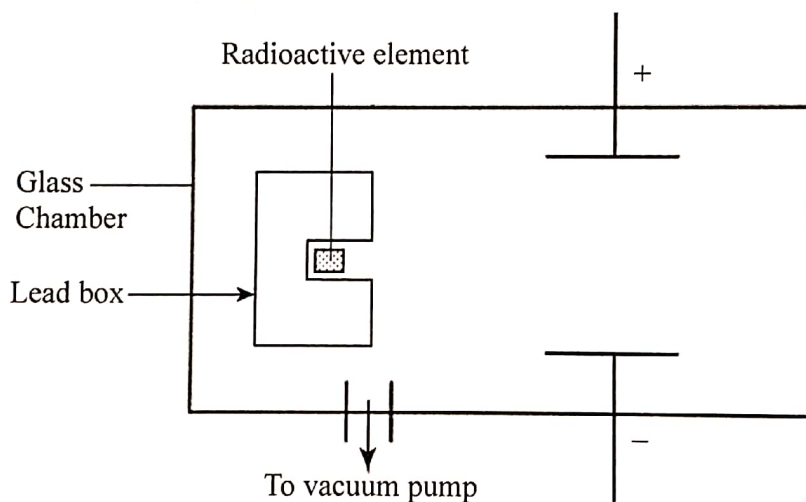 Radioactive element
+
Glass
Chamber
Lead box
−
To vacuum pump